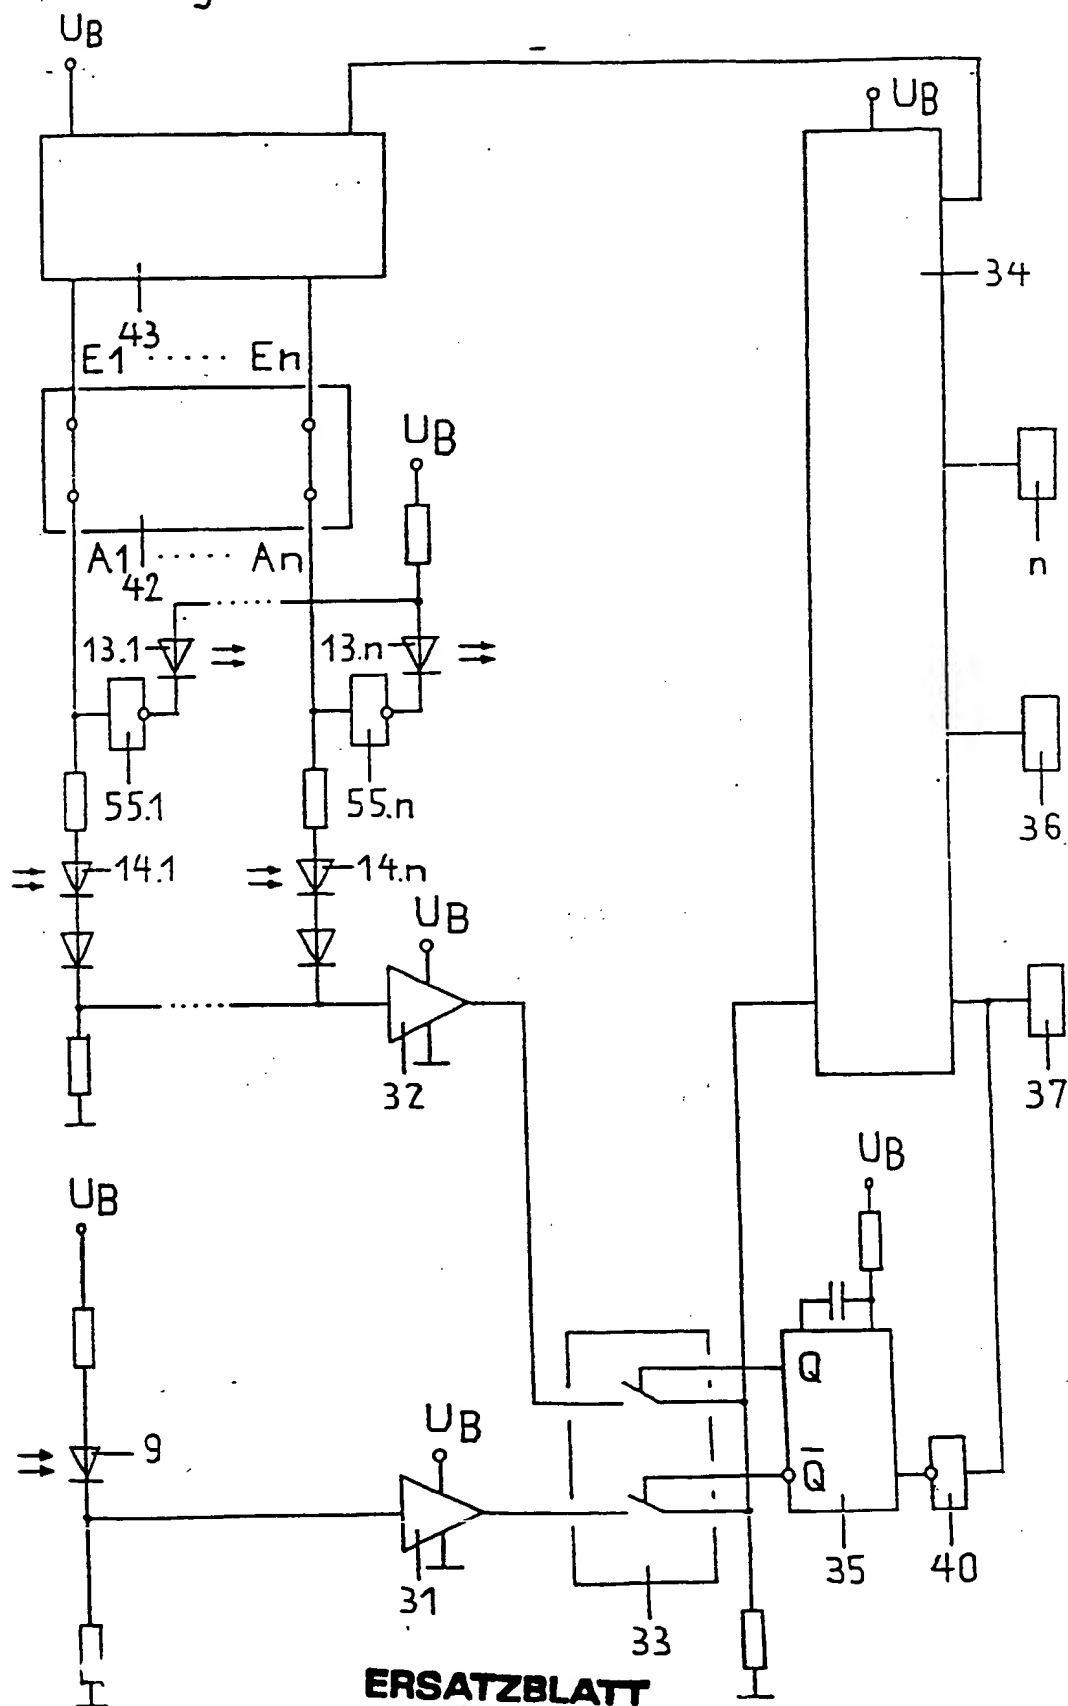 UB
UB
34
43
E1 ..... En
UB
A1 ..... An
42
n
13.1
13.n
55.1
55.n
36
14.1
14.n
UB
32
37
UB
UB
Q
UB
9
Q̅
35
40
31
33
ERSATZBLATT